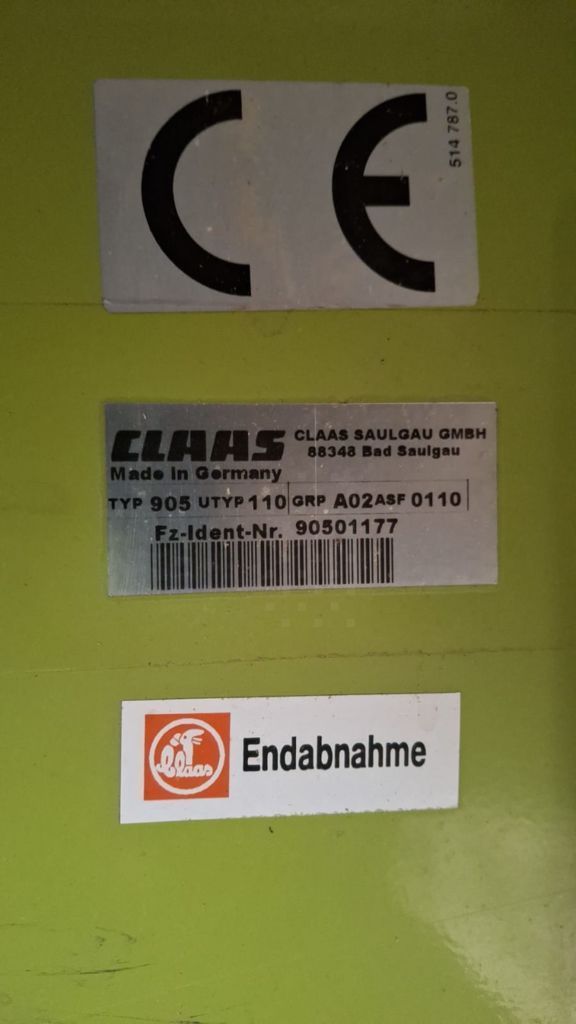 CE
514 787.0
CLAAS CLAAS SAULGAU GMBH
88348 Bad Saulgau
Made in Germany
TYP 905 UTYP 110 GRP A02 ASF 0110
Fz-Ident-Nr. 90501177
Claas Endabnahme